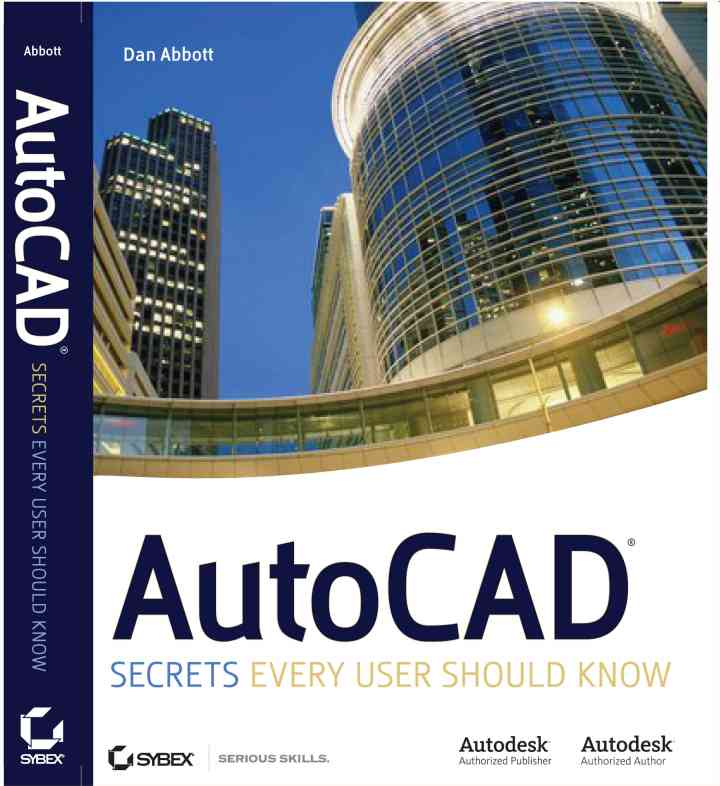 Abbott
AutoCAD®
SECRETS EVERY USER SHOULD KNOW
SYBEX®
Dan Abbott
AutoCAD®
SECRETS EVERY USER SHOULD KNOW
SYBEX®
SERIOUS SKILLS.
Autodesk®
Authorized Publisher
Autodesk®
Authorized Author